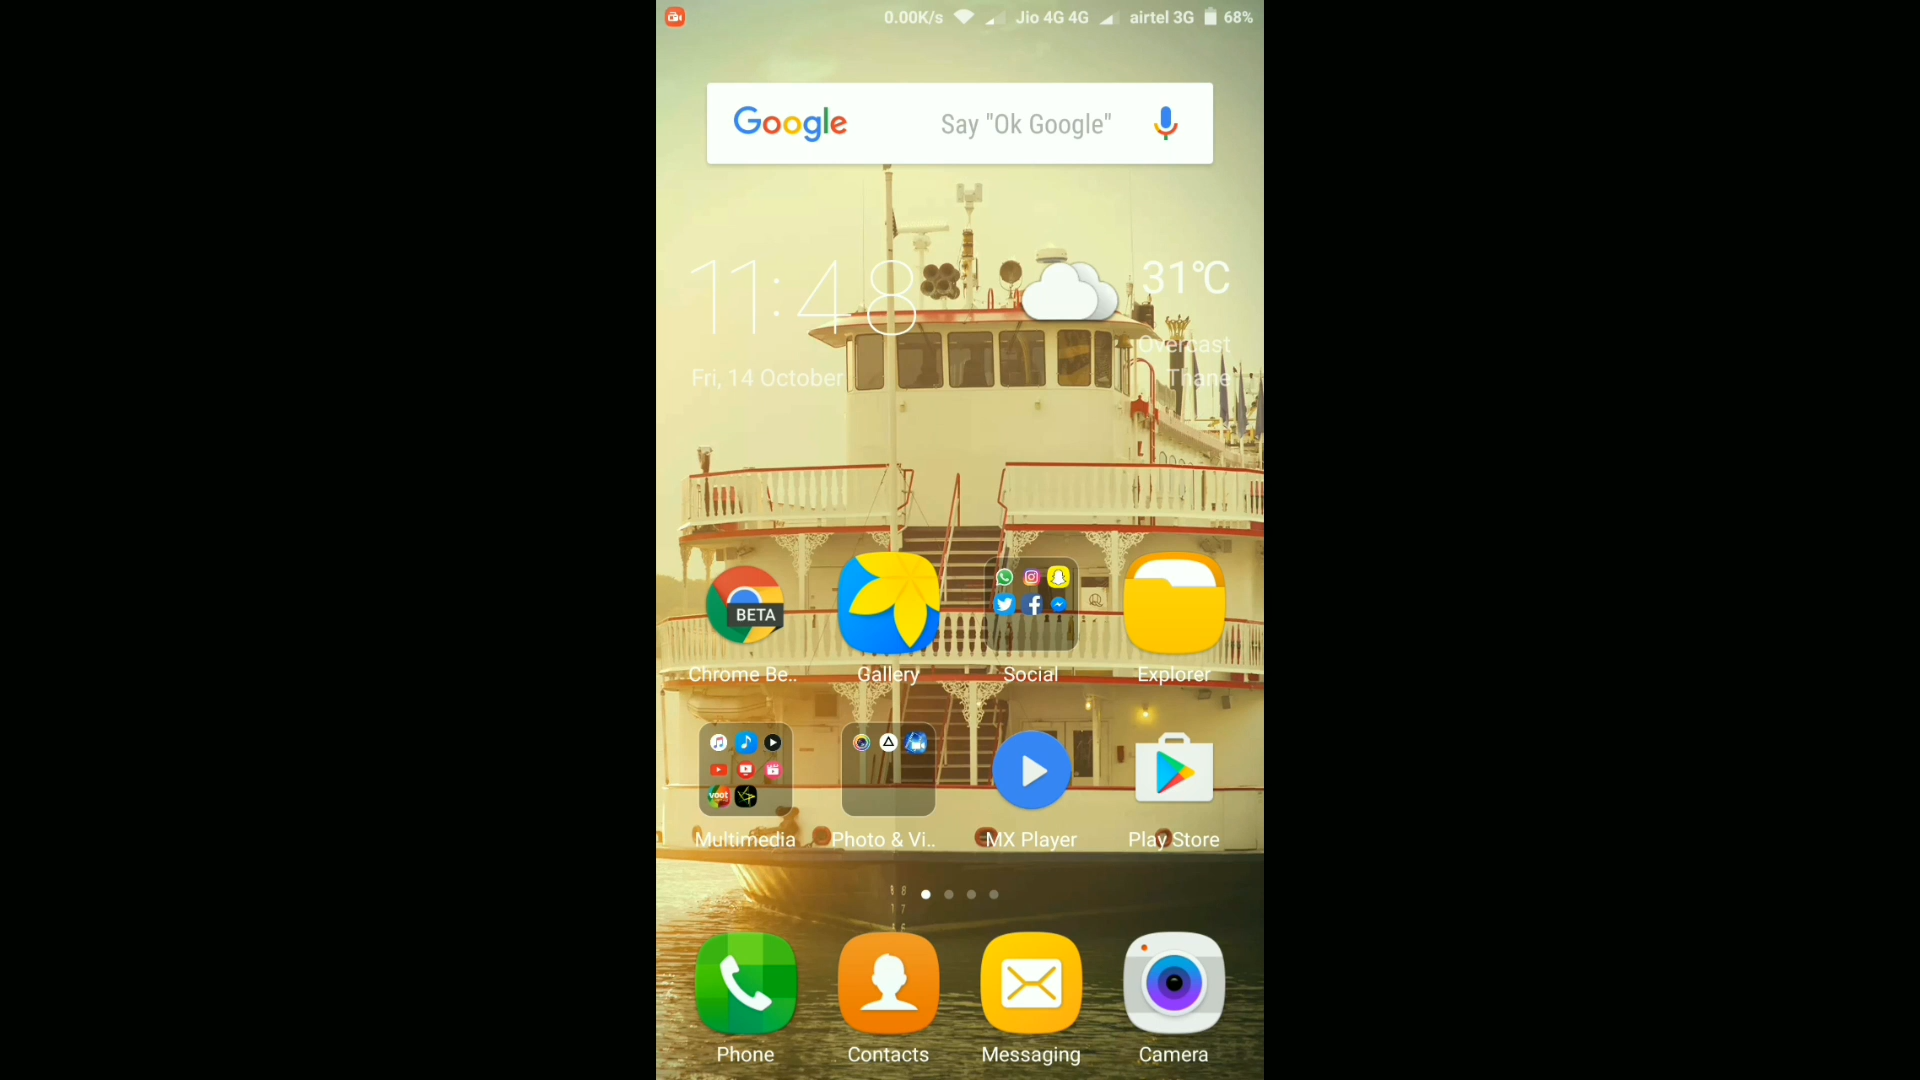 0.00K/s Jio 4G 4G airtel 3G 68%
Google Say "Ok Google"
11:48
31°C
Overcast
Fri, 14 October
Thane
BETA
Chrome Be..
Gallery
Social
Explorer
voot
Multimedia
Photo & Vi..
MX Player
Play Store
Phone
Contacts
Messaging
Camera